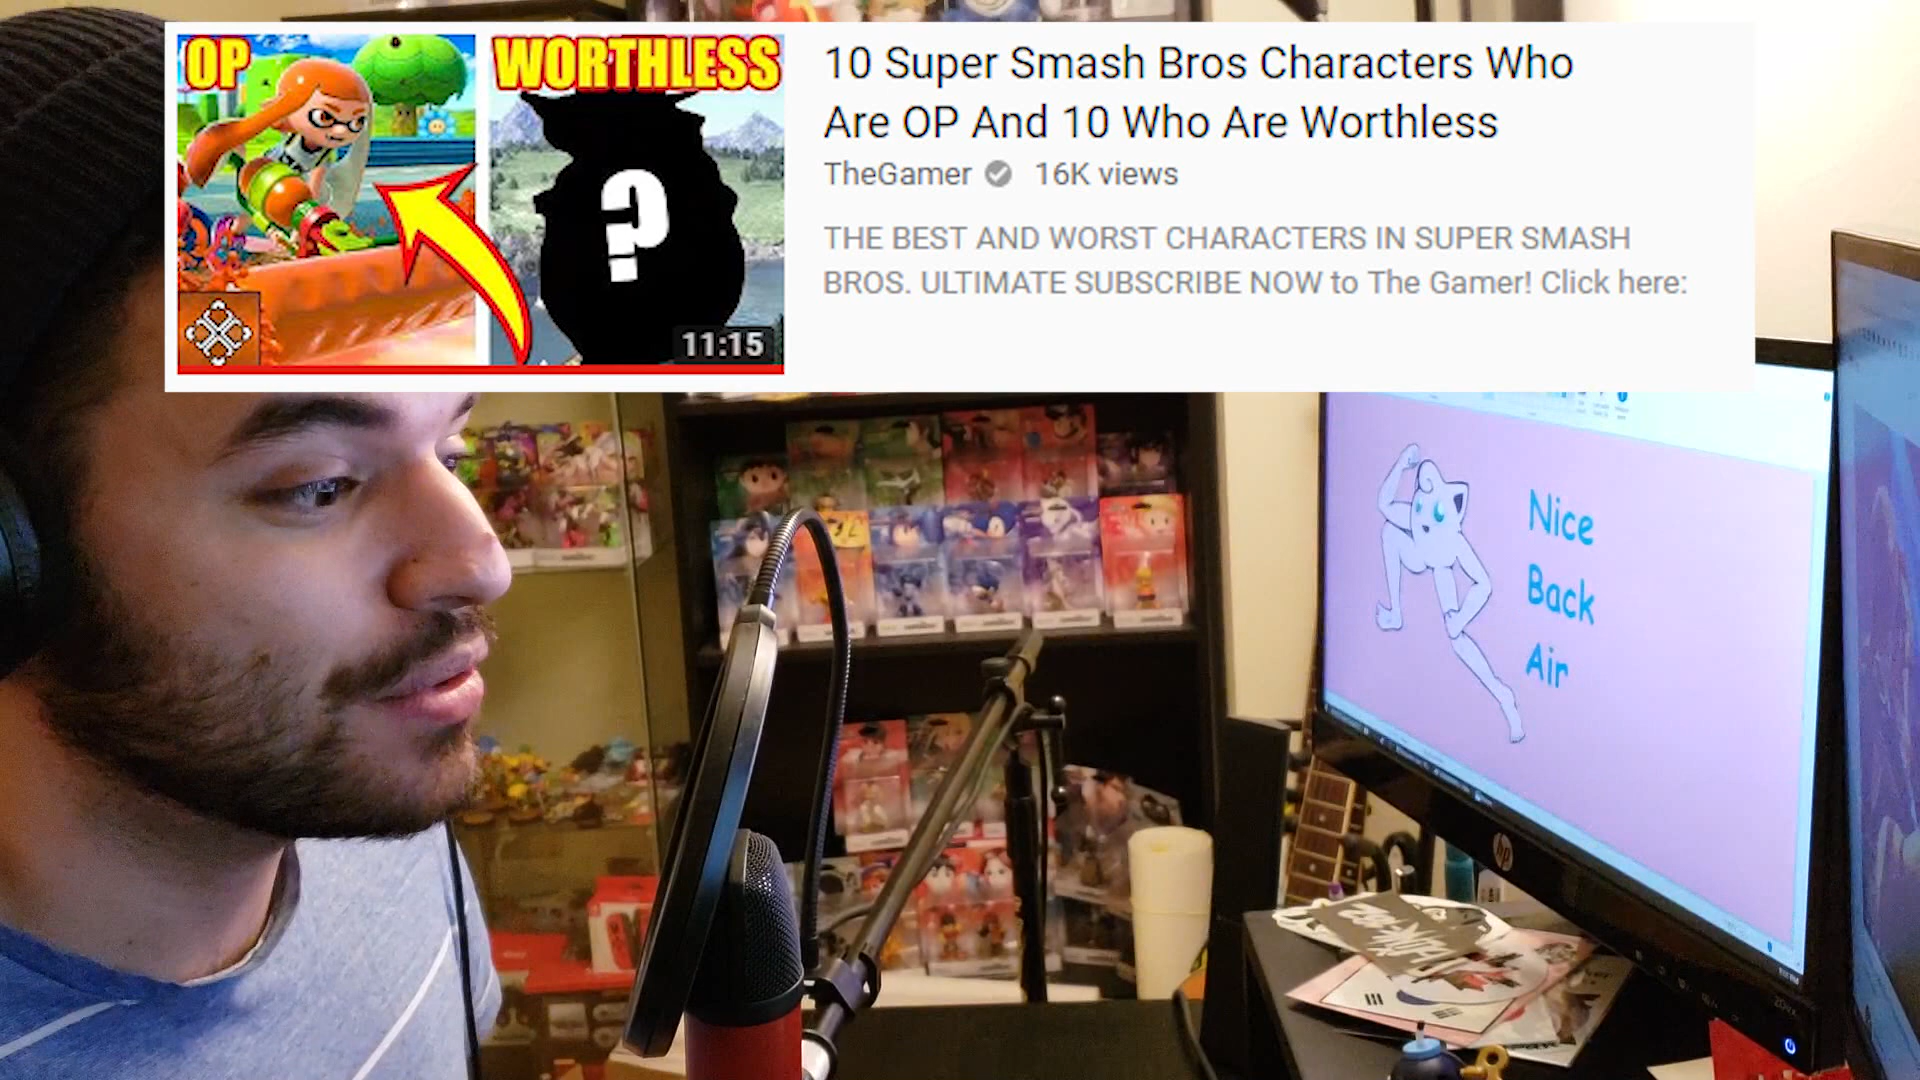 OP
WORTHLESS
?
11:15
10 Super Smash Bros Characters Who
Are OP And 10 Who Are Worthless
TheGamer 16K views
THE BEST AND WORST CHARACTERS IN SUPER SMASH
BROS. ULTIMATE SUBSCRIBE NOW to The Gamer! Click here:
Nice
Back
Air
hp